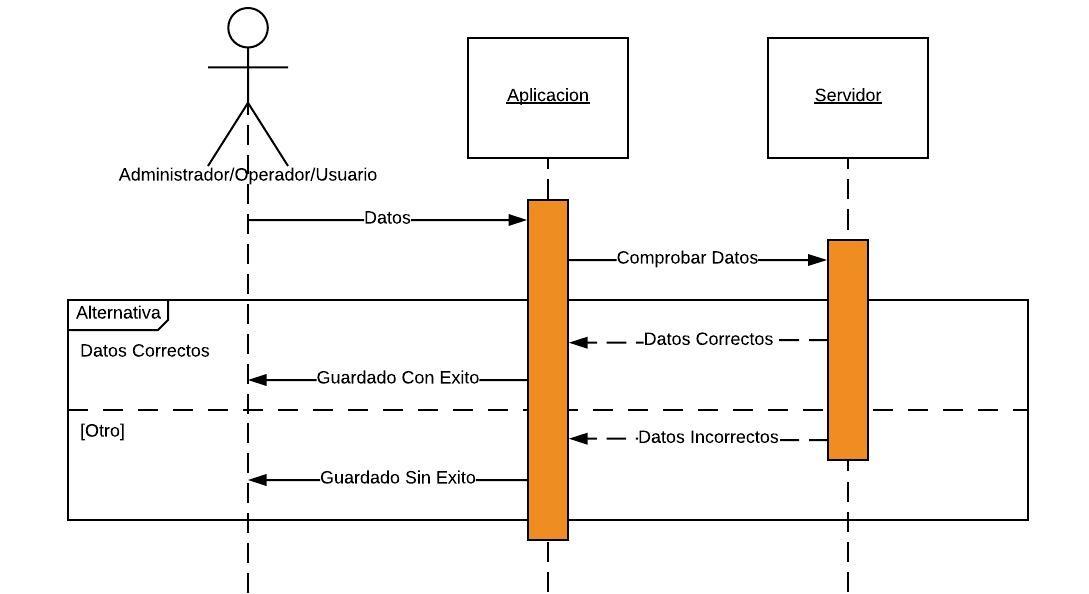 Aplicacion
Servidor
Administrador/Operador/Usuario
Datos
Comprobar Datos
Alternativa
Datos Correctos
Datos Correctos
Guardado Con Exito
[Otro]
Datos Incorrectos
Guardado Sin Exito